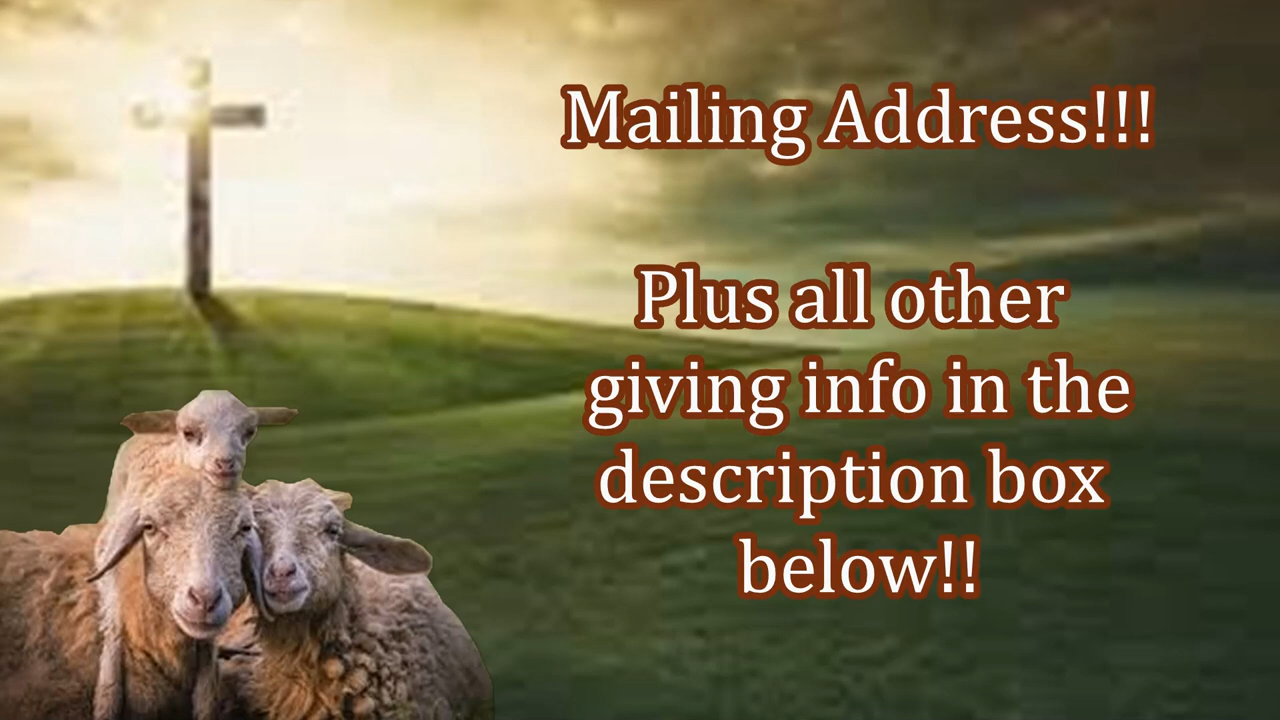 Mailing Address!!!
Plus all other
giving info in the
description box
below!!